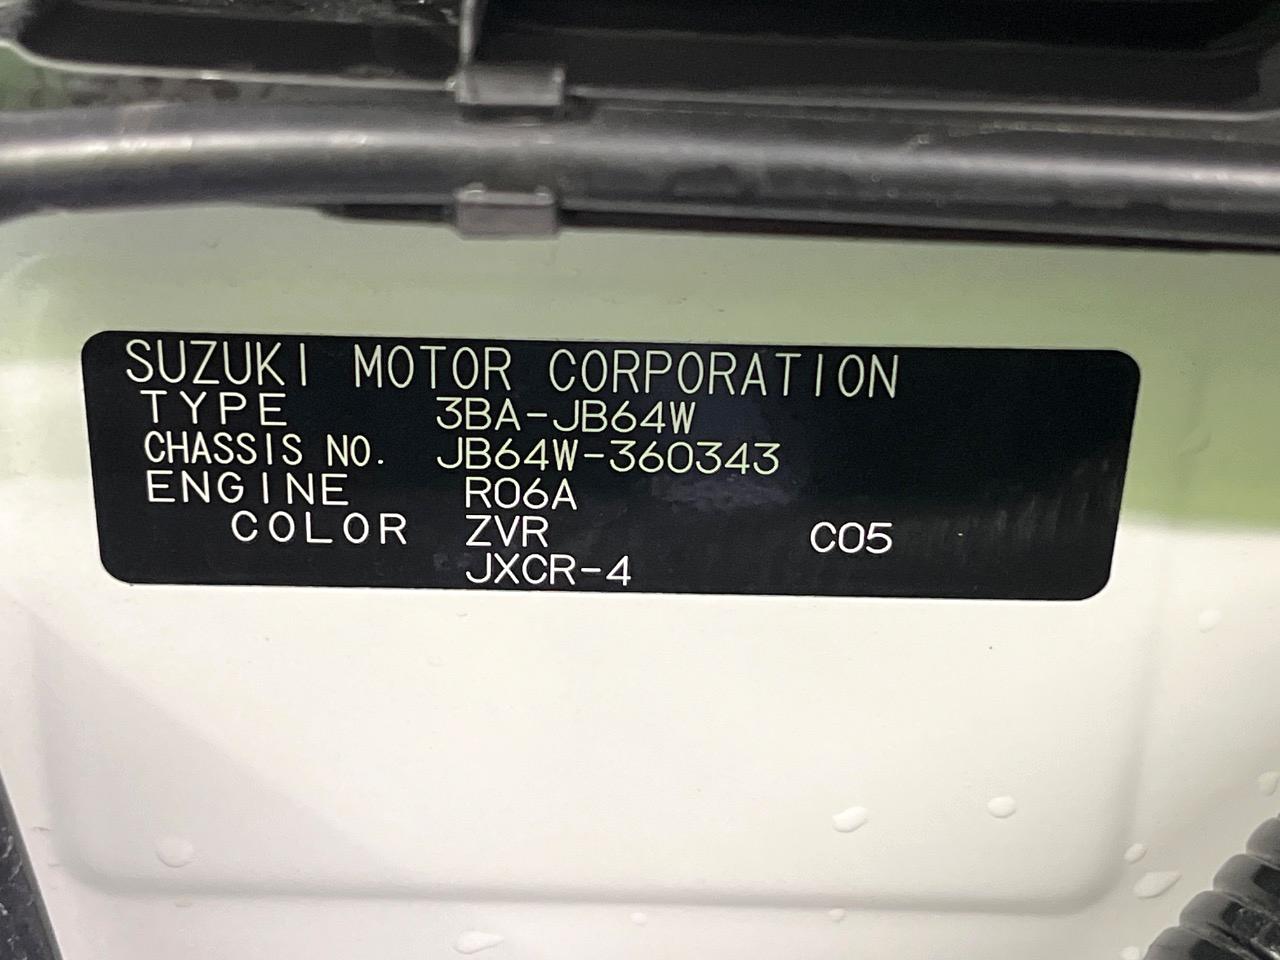 SUZUKI MOTOR CORPORATION
TYPE 3BA-JB64W
CHASSIS NO. JB64W-360343
ENGINE R06A
COLOR ZVR C05
JXCR-4